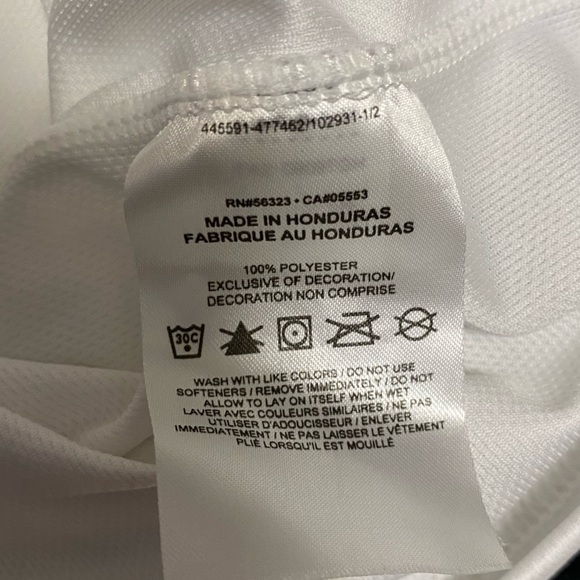 445591-477462/102931-1/2
RN#56323 • CA#05553
MADE IN HONDURAS
FABRIQUE AU HONDURAS
100% POLYESTER
EXCLUSIVE OF DECORATION/
DECORATION NON COMPRISE
30C
WASH WITH LIKE COLORS / DO NOT USE
SOFTENERS / REMOVE IMMEDIATELY / DO NOT
ALLOW TO LAY ON ITSELF WHEN WET
LAVER AVEC COULEURS SIMILAIRES / NE PAS
UTILISER D'ADOUCISSEUR / ENLEVER
IMMEDIATEMENT / NE PAS LAISSER LE VÊTEMENT
PLIÉ LORSQU'IL EST MOUILLÉ